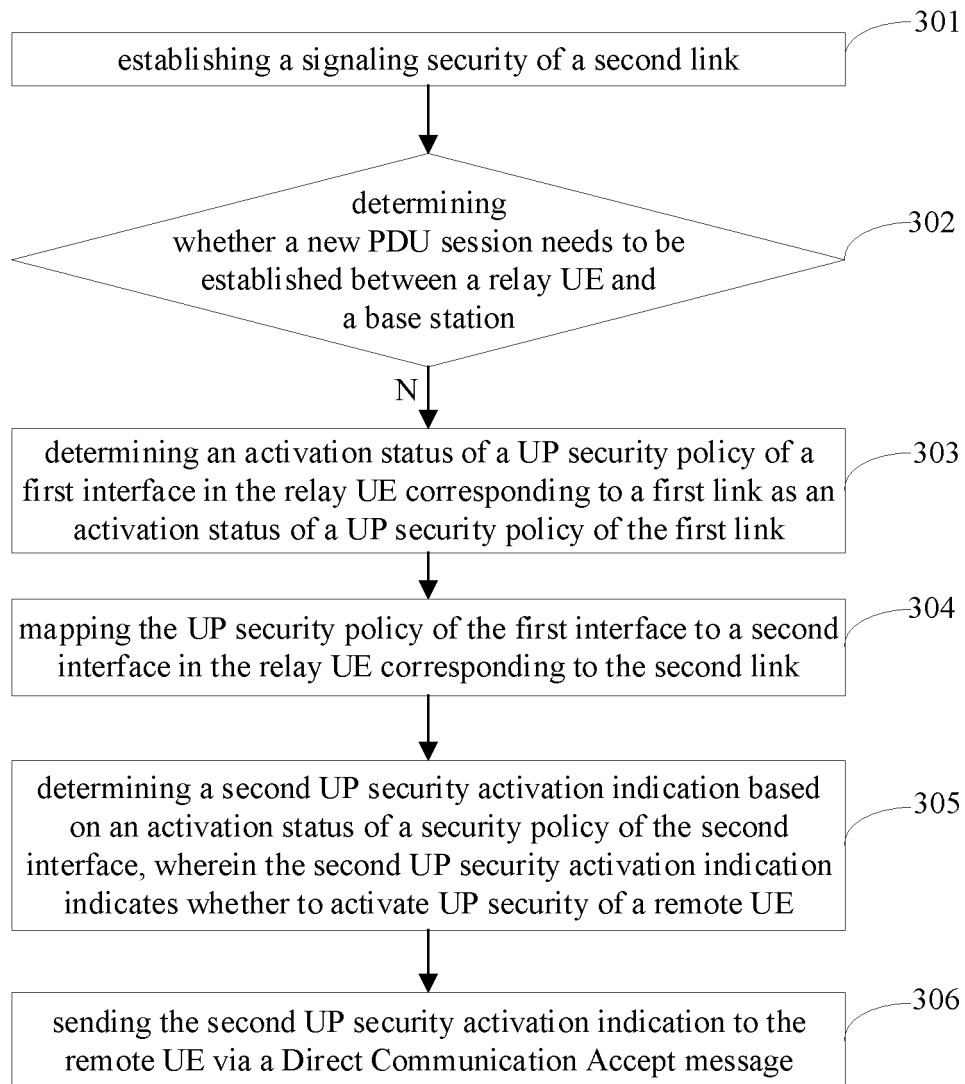 301
establishing a signaling security of a second link
determining
whether a new PDU session needs to be
established between a relay UE and
a base station
302
N
determining an activation status of a UP security policy of a
first interface in the relay UE corresponding to a first link as an
activation status of a UP security policy of the first link
303
mapping the UP security policy of the first interface to a second
interface in the relay UE corresponding to the second link
304
determining a second UP security activation indication based
on an activation status of a security policy of the second
interface, wherein the second UP security activation indication
indicates whether to activate UP security of a remote UE
305
sending the second UP security activation indication to the
remote UE via a Direct Communication Accept message
306